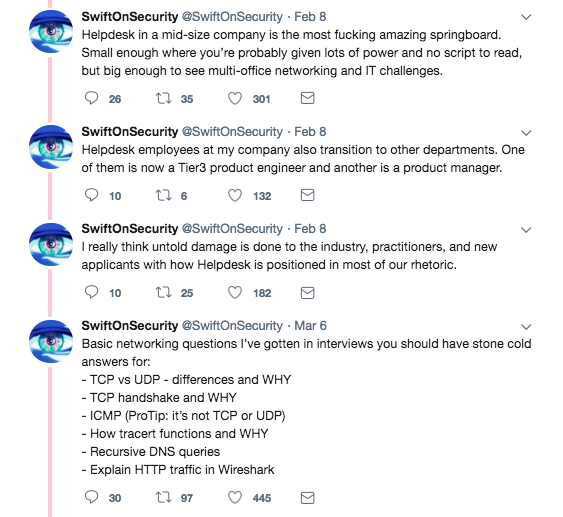 SwiftOnSecurity @SwiftOnSecurity · Feb 8
Helpdesk in a mid-size company is the most fucking amazing springboard.
Small enough where you're probably given lots of power and no script to read,
but big enough to see multi-office networking and IT challenges.
26 35 301
SwiftOnSecurity @SwiftOnSecurity · Feb 8
Helpdesk employees at my company also transition to other departments. One
of them is now a Tier3 product engineer and another is a product manager.
10 6 132
SwiftOnSecurity @SwiftOnSecurity · Feb 8
I really think untold damage is done to the industry, practitioners, and new
applicants with how Helpdesk is positioned in most of our rhetoric.
10 25 182
SwiftOnSecurity @SwiftOnSecurity · Mar 6
Basic networking questions I've gotten in interviews you should have stone cold
answers for:
- TCP vs UDP - differences and WHY
- TCP handshake and WHY
- ICMP (ProTip: it's not TCP or UDP)
- How tracert functions and WHY
- Recursive DNS queries
- Explain HTTP traffic in Wireshark
30 97 445